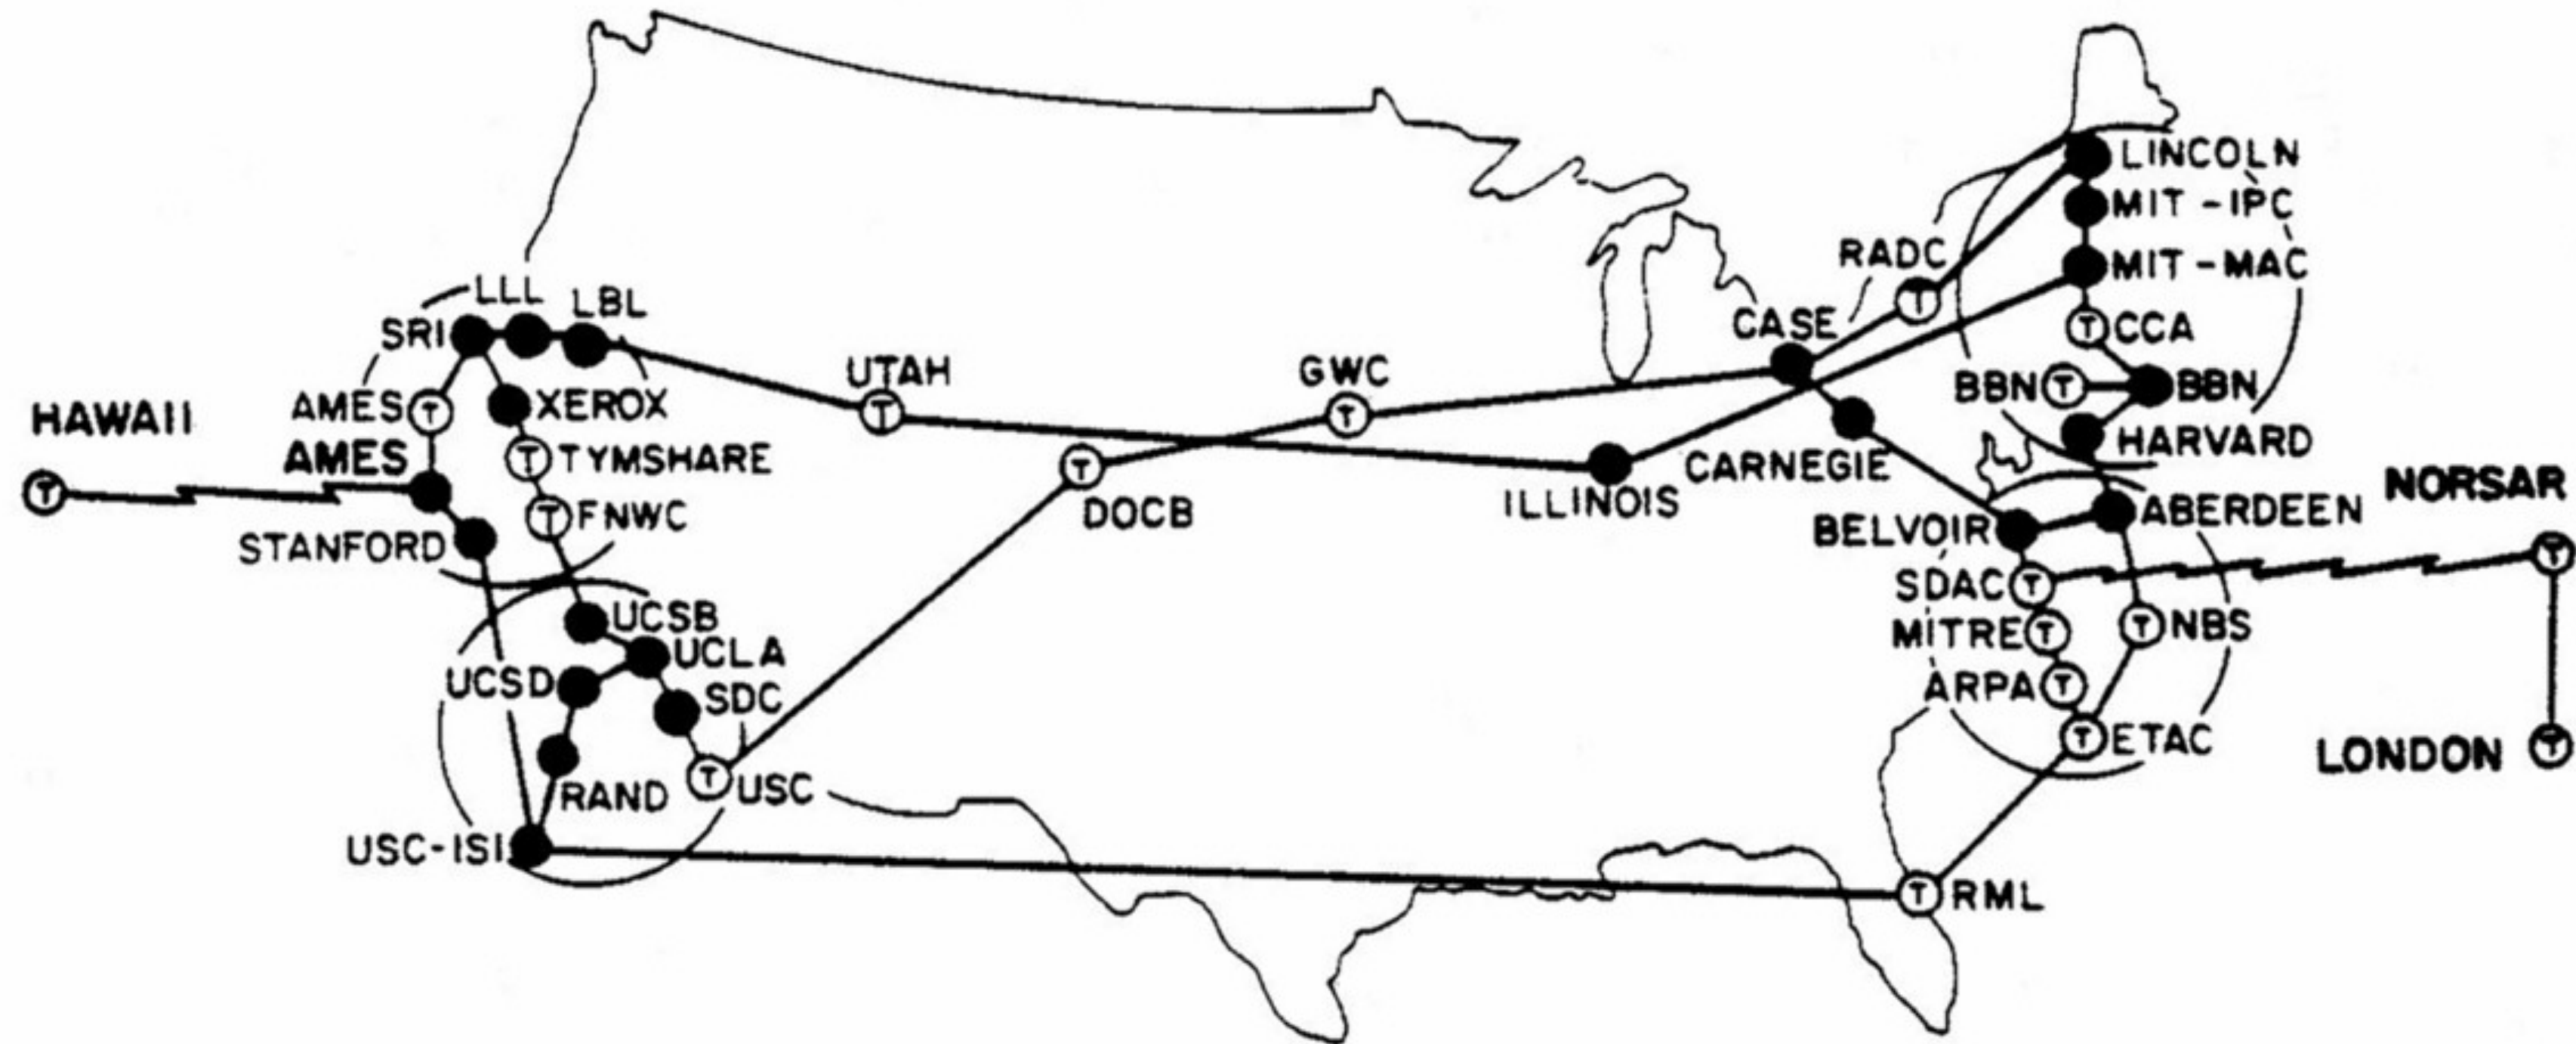 LINCOLN
MIT-IPC
RADC
MIT-MAC
LLL
LBL
SRI
CASE
T
T
CCA
UTAH
GWC
HAWAII
AMES
T
XEROX
T
T
BBN
T
BBN
AMES
T
TYMSHARE
T
CARNEGIE
HARVARD
T
DOCB
ILLINOIS
NORSAR
STANFORD
T
FNWC
BELVOIR
ABERDEEN
T
SDAC
T
UCSB
MITRE
T
T
NBS
UCLA
UCSD
SDC
ARPA
T
T
ETAC
LONDON
T
RAND
T
USC
USC-ISI
T
RML